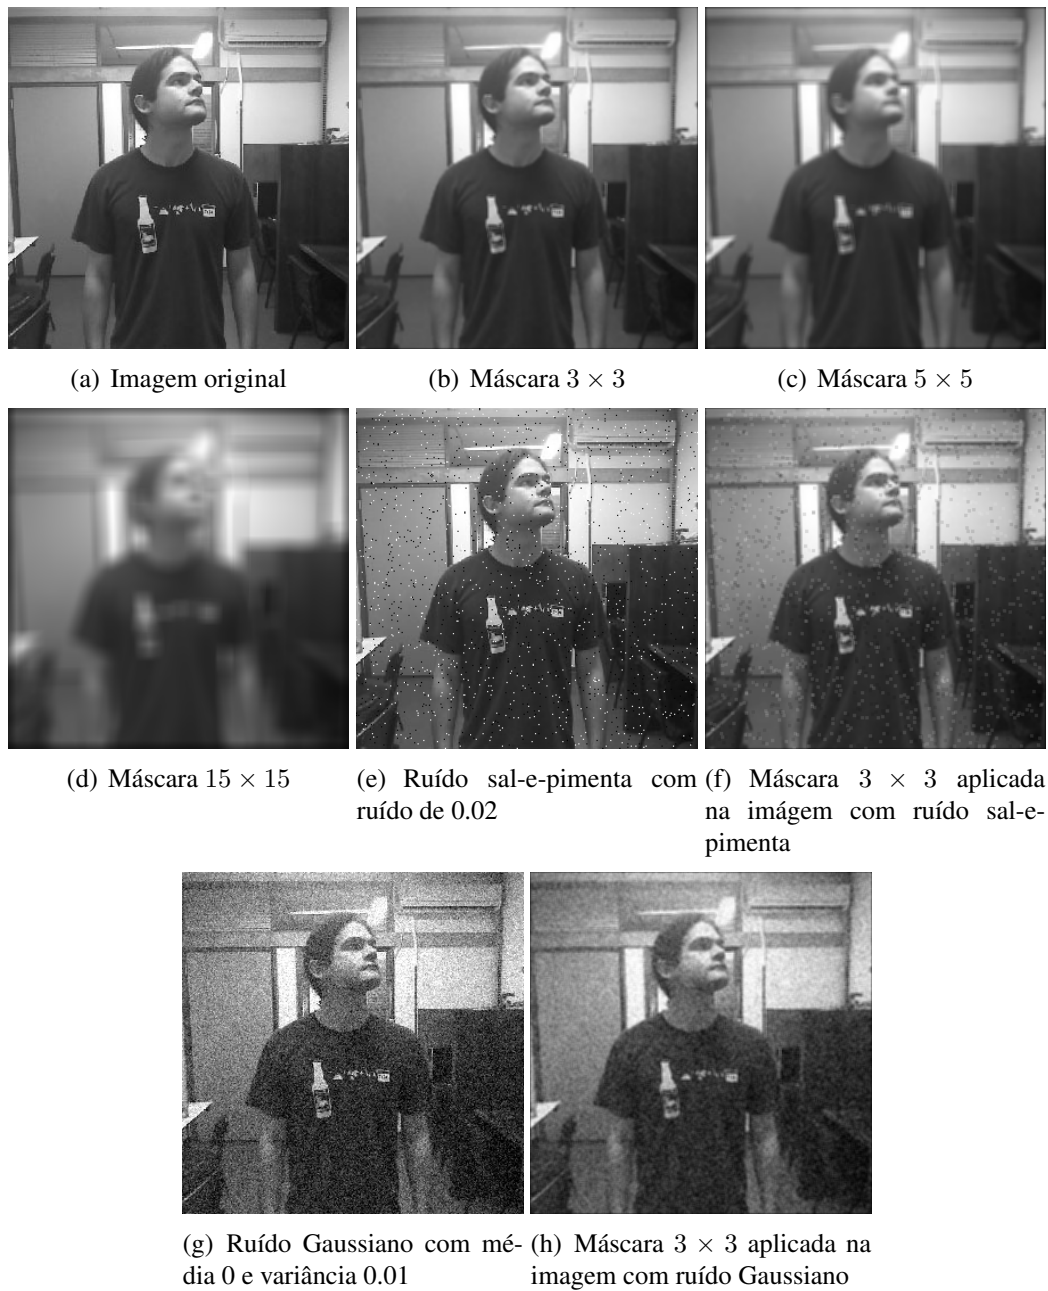 (a) Imagem original
(b) Máscara 3 × 3
(c) Máscara 5 × 5
(d) Máscara 15 × 15
(e) Ruído sal-e-pimenta com
ruído de 0.02
(f) Máscara 3 × 3 aplicada
na imágem com ruído sal-e-
pimenta
(g) Ruído Gaussiano com mé-
dia 0 e variância 0.01
(h) Máscara 3 × 3 aplicada na
imagem com ruído Gaussiano